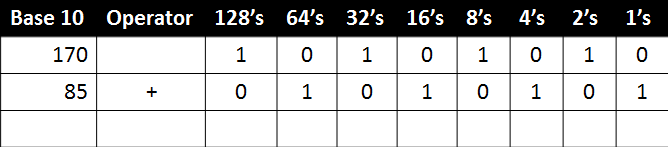 Base 10 Operator 128’s 64’s 32’s 16’s 8’s 4’s 2’s 1’s
170 1 0 1 0 1 0 1 0
85 + 0 1 0 1 0 1 0 1